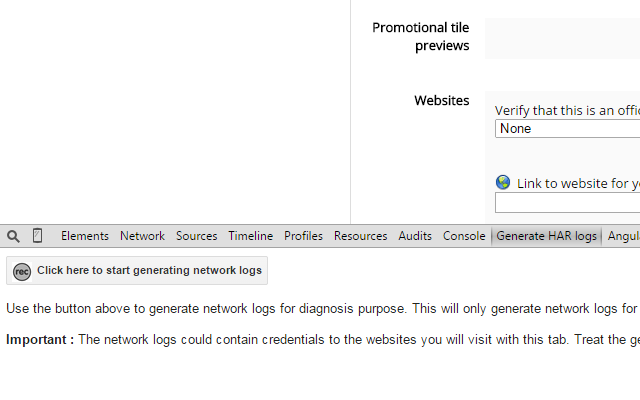 Promotional tile
previews
Websites
Verify that this is an offic
None
Link to website for y
Elements Network Sources Timeline Profiles Resources Audits Console Generate HAR logs Angul
rec Click here to start generating network logs
Use the button above to generate network logs for diagnosis purpose. This will only generate network logs for
Important : The network logs could contain credentials to the websites you will visit with this tab. Treat the ge